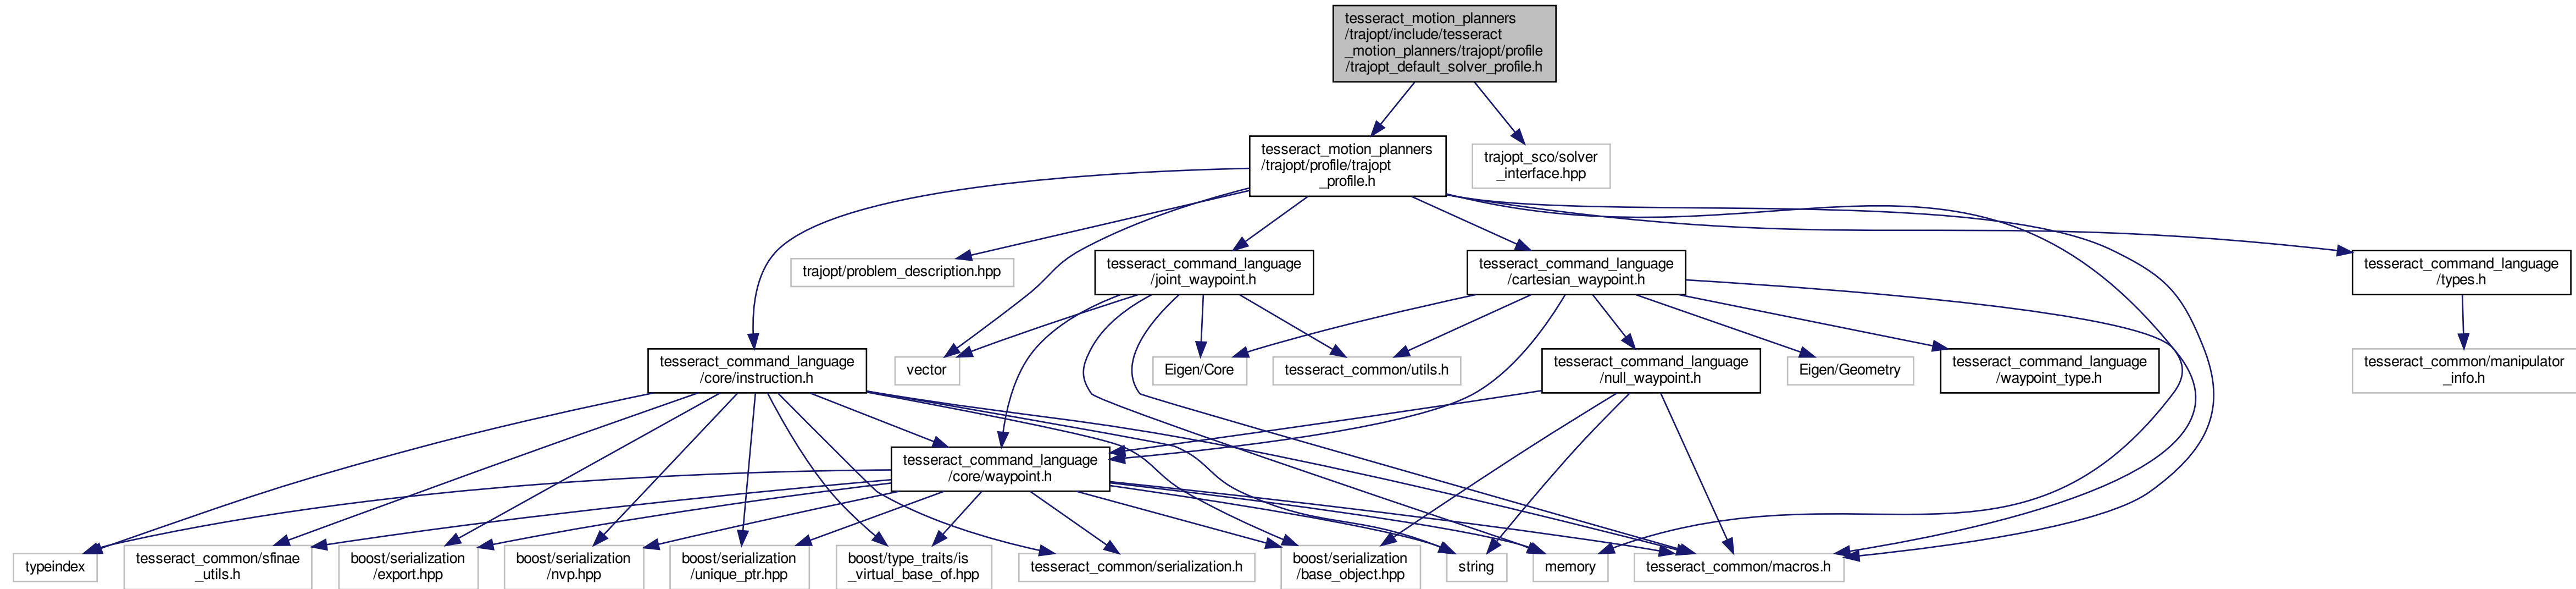 tesseract_motion_planners
/trajopt/include/tesseract
_motion_planners/trajopt/profile
/trajopt_default_solver_profile.h
tesseract_motion_planners
/trajopt/profile/trajopt
_profile.h
trajopt_sco/solver
_interface.hpp
trajopt/problem_description.hpp
tesseract_command_language
/joint_waypoint.h
tesseract_command_language
/cartesian_waypoint.h
tesseract_command_language
/types.h
tesseract_command_language
/core/instruction.h
vector
Eigen/Core
tesseract_common/utils.h
tesseract_command_language
/null_waypoint.h
Eigen/Geometry
tesseract_command_language
/waypoint_type.h
tesseract_common/manipulator
_info.h
tesseract_command_language
/core/waypoint.h
typeindex
tesseract_common/sfinae
_utils.h
boost/serialization
/export.hpp
boost/serialization
/nvp.hpp
boost/serialization
/unique_ptr.hpp
boost/type_traits/is
_virtual_base_of.hpp
tesseract_common/serialization.h
boost/serialization
/base_object.hpp
string
memory
tesseract_common/macros.h